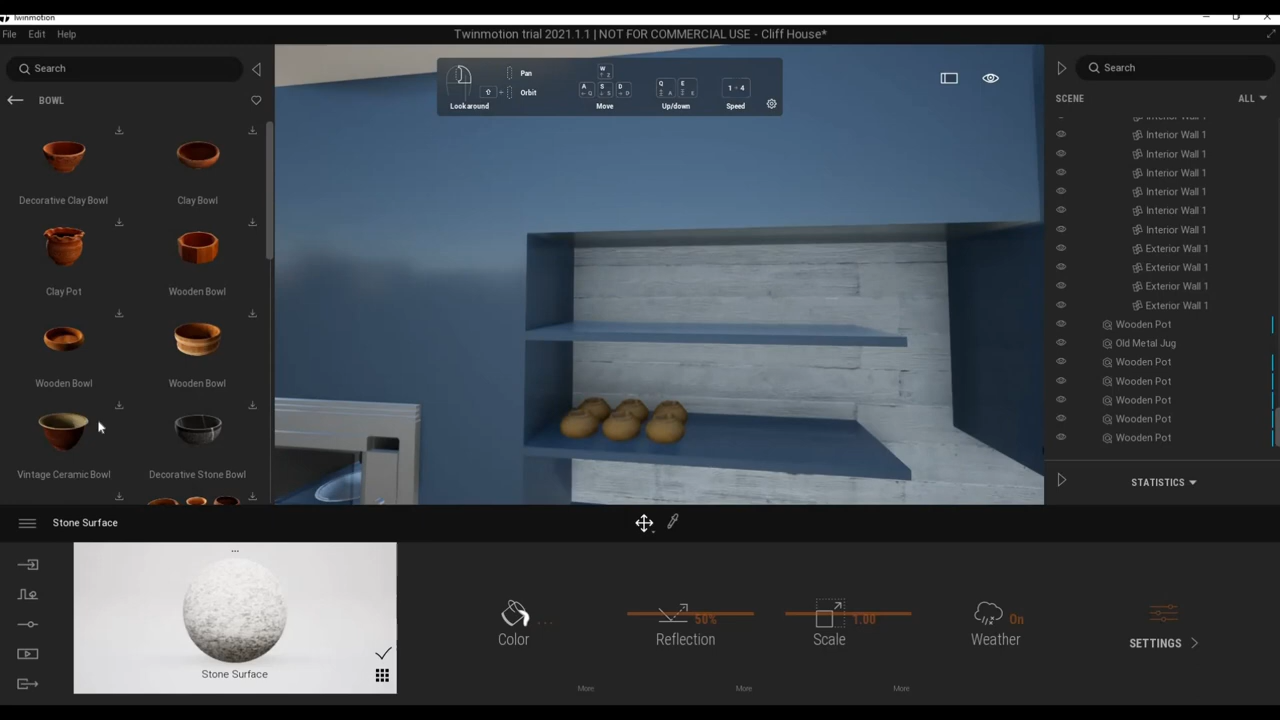 Twinmotion
File Edit Help
Twinmotion trial 2021.1.1 | NOT FOR COMMERCIAL USE - Cliff House*
Search
BOWL
Decorative Clay Bowl
Clay Bowl
Clay Pot
Wooden Bowl
Wooden Bowl
Wooden Bowl
Vintage Ceramic Bowl
Decorative Stone Bowl
Look around
Pan
Orbit
W
↑ Z
A
← Q
S
↓ S
D
→ D
Move
Q
E
Up/down
1 - 4
Speed
Search
SCENE
ALL
Interior Wall 1
Interior Wall 1
Interior Wall 1
Interior Wall 1
Interior Wall 1
Interior Wall 1
Interior Wall 1
Exterior Wall 1
Exterior Wall 1
Exterior Wall 1
Exterior Wall 1
Wooden Pot
Old Metal Jug
Wooden Pot
Wooden Pot
Wooden Pot
Wooden Pot
Wooden Pot
STATISTICS
Stone Surface
...
Stone Surface
Color ...
50%
Reflection
1.00
Scale
On
Weather
SETTINGS
More
More
More